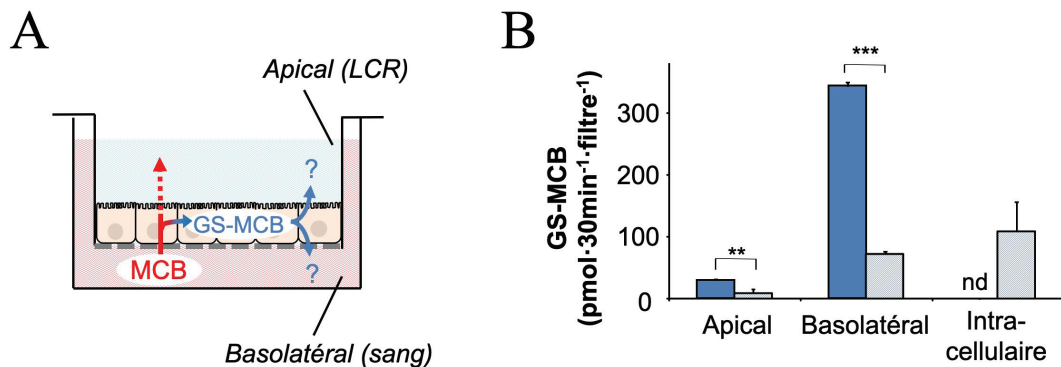 A
Apical (LCR)
?
GS-MCB
MCB
?
Basolatéral (sang)
B
GS-MCB
(pmol·30min⁻¹·filtre⁻¹)
300
200
100
0
**
***
nd
Apical
Basolatéral
Intra-
cellulaire